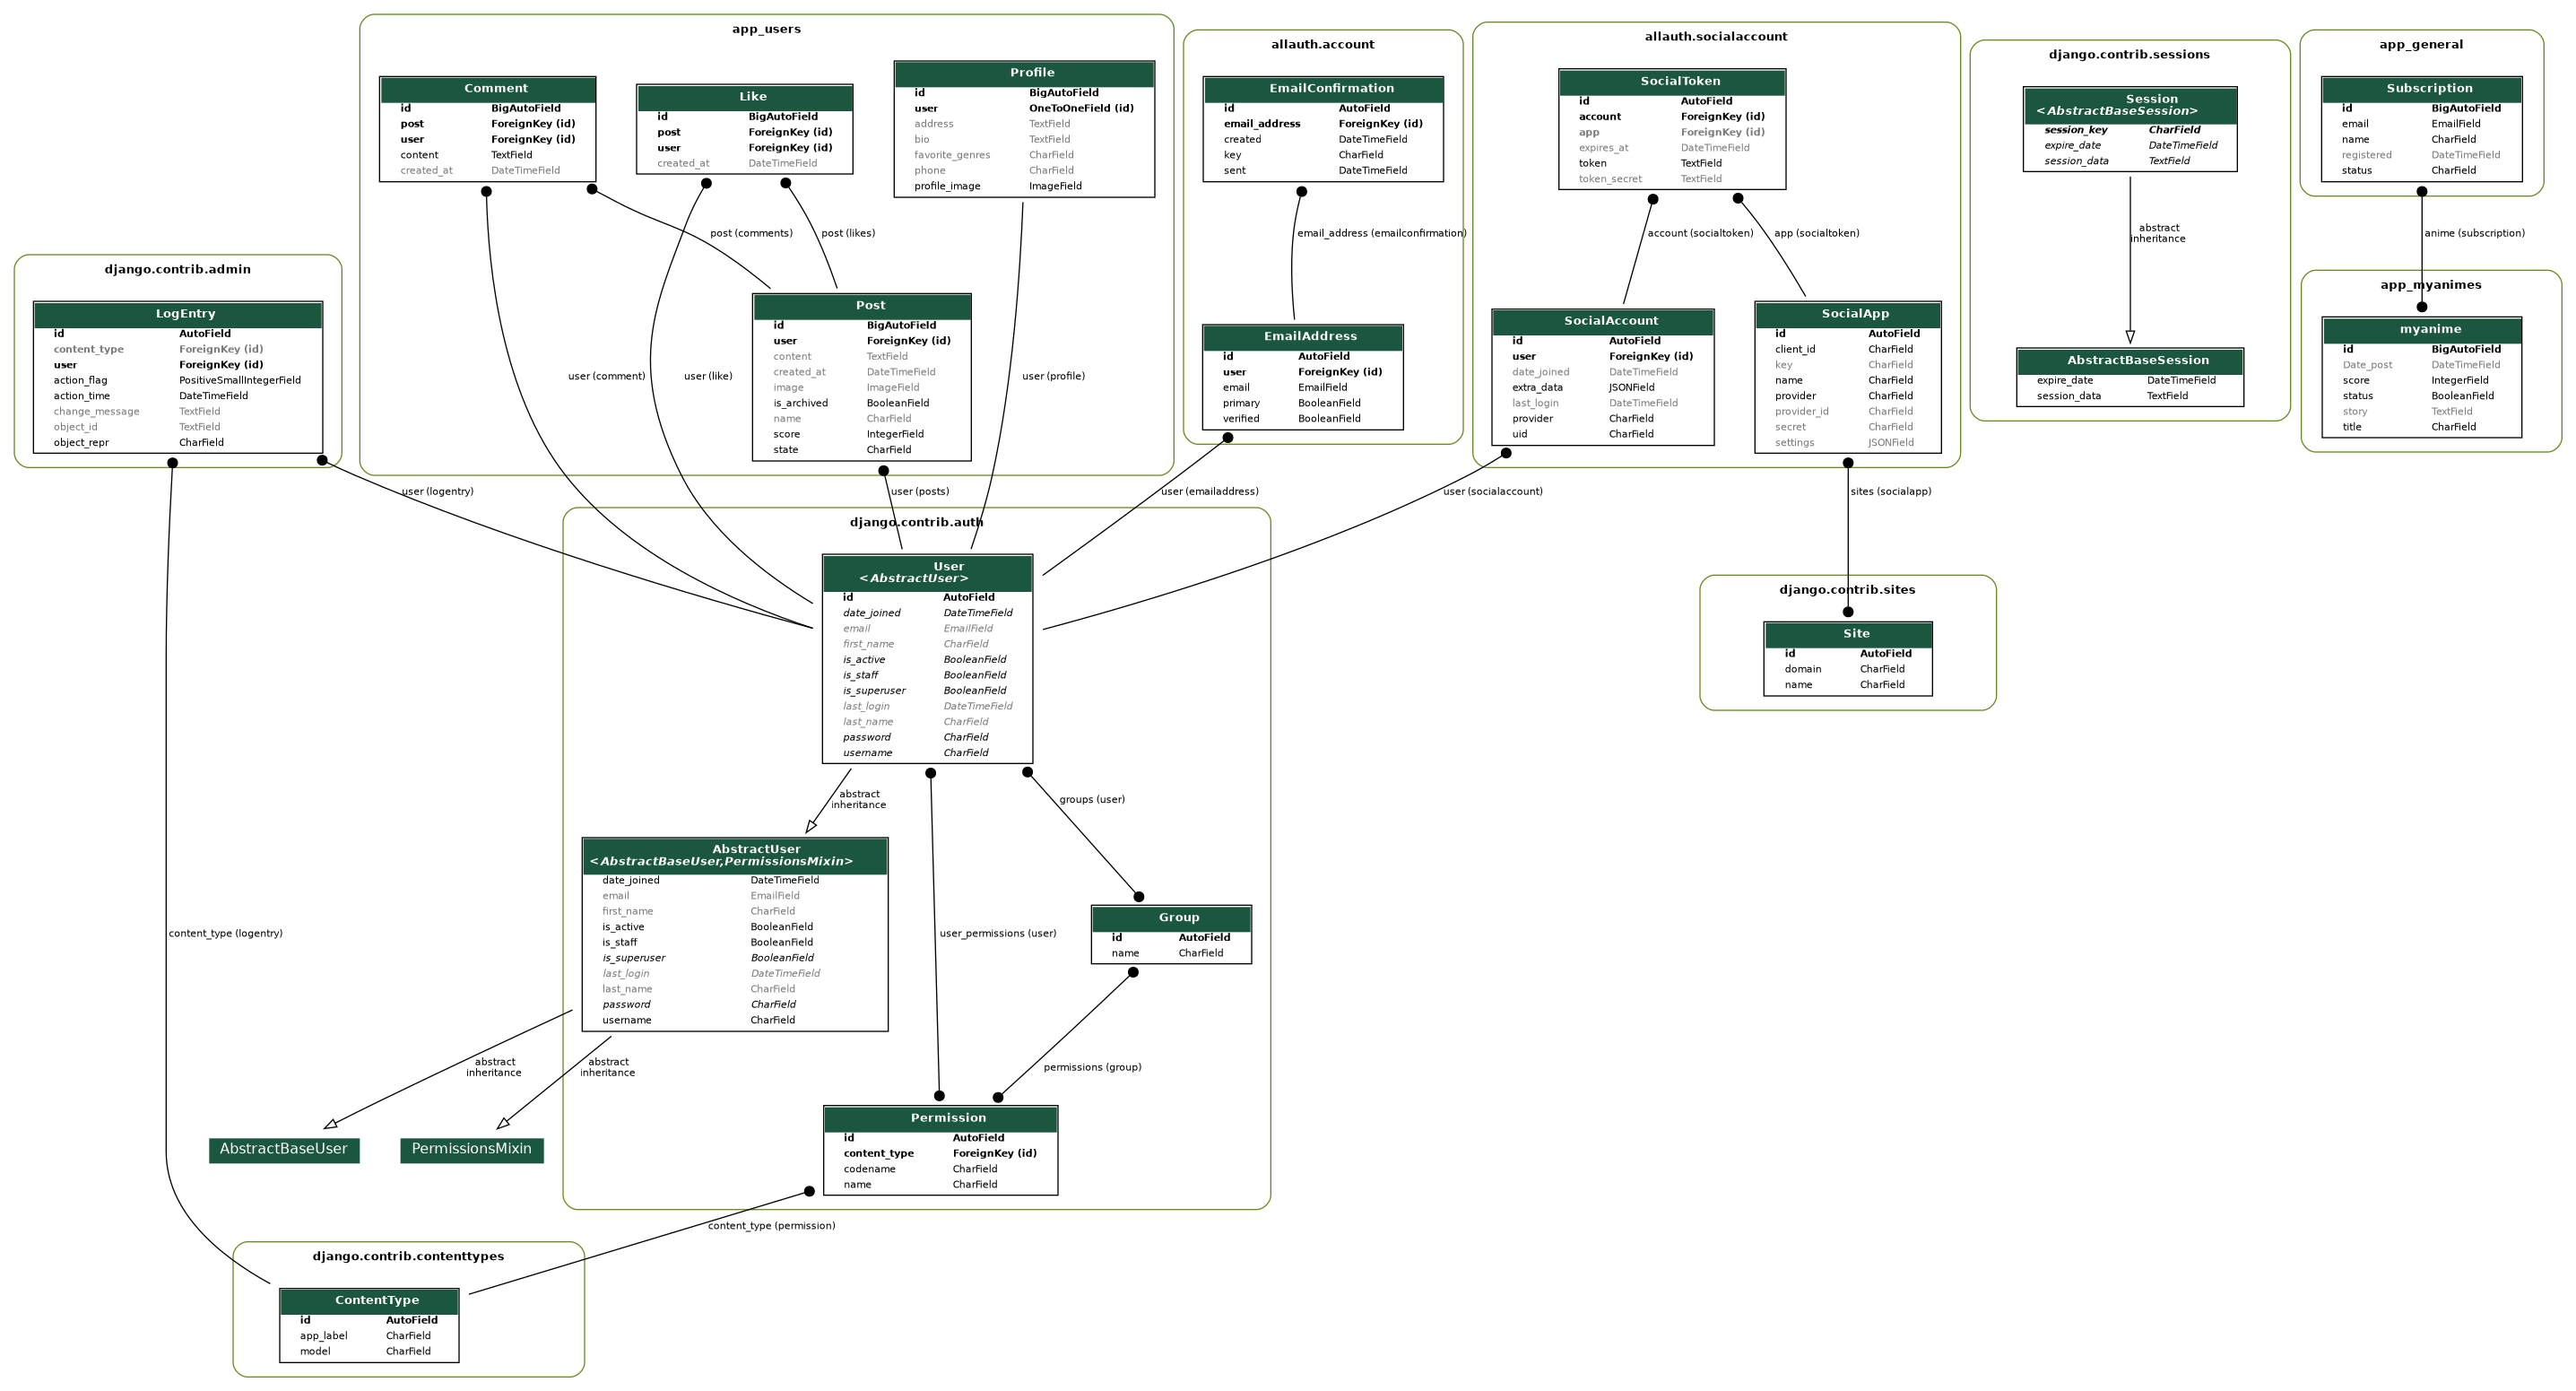 app_users
Comment
id BigAutoField
post ForeignKey (id)
user ForeignKey (id)
content TextField
created_at DateTimeField
Like
id BigAutoField
post ForeignKey (id)
user ForeignKey (id)
created_at DateTimeField
Profile
id BigAutoField
user OneToOneField (id)
address TextField
bio TextField
favorite_genres CharField
phone CharField
profile_image ImageField
post (comments)
post (likes)
Post
id BigAutoField
user ForeignKey (id)
content TextField
created_at DateTimeField
image ImageField
is_archived BooleanField
name CharField
score IntegerField
state CharField
user (comment)
user (like)
user (profile)
allauth.account
EmailConfirmation
id AutoField
email_address ForeignKey (id)
created DateTimeField
key CharField
sent DateTimeField
email_address (emailconfirmation)
EmailAddress
id AutoField
user ForeignKey (id)
email EmailField
primary BooleanField
verified BooleanField
allauth.socialaccount
SocialToken
id AutoField
account ForeignKey (id)
app ForeignKey (id)
expires_at DateTimeField
token TextField
token_secret TextField
account (socialtoken)
app (socialtoken)
SocialAccount
id AutoField
user ForeignKey (id)
date_joined DateTimeField
extra_data JSONField
last_login DateTimeField
provider CharField
uid CharField
SocialApp
id AutoField
client_id CharField
key CharField
name CharField
provider CharField
provider_id CharField
secret CharField
settings JSONField
django.contrib.sessions
Session
<AbstractBaseSession>
session_key CharField
expire_date DateTimeField
session_data TextField
abstract
inheritance
AbstractBaseSession
expire_date DateTimeField
session_data TextField
app_general
Subscription
id BigAutoField
email EmailField
name CharField
registered DateTimeField
status CharField
anime (subscription)
app_myanimes
myanime
id BigAutoField
Date_post DateTimeField
score IntegerField
status BooleanField
story TextField
title CharField
django.contrib.admin
LogEntry
id AutoField
content_type ForeignKey (id)
user ForeignKey (id)
action_flag PositiveSmallIntegerField
action_time DateTimeField
change_message TextField
object_id TextField
object_repr CharField
user (logentry)
user (posts)
user (emailaddress)
user (socialaccount)
sites (socialapp)
django.contrib.auth
User
<AbstractUser>
id AutoField
date_joined DateTimeField
email EmailField
first_name CharField
is_active BooleanField
is_staff BooleanField
is_superuser BooleanField
last_login DateTimeField
last_name CharField
password CharField
username CharField
django.contrib.sites
Site
id AutoField
domain CharField
name CharField
abstract
inheritance
groups (user)
AbstractUser
<AbstractBaseUser,PermissionsMixin>
date_joined DateTimeField
email EmailField
first_name CharField
is_active BooleanField
is_staff BooleanField
is_superuser BooleanField
last_login DateTimeField
last_name CharField
password CharField
username CharField
content_type (logentry)
user_permissions (user)
Group
id AutoField
name CharField
abstract
inheritance
abstract
inheritance
permissions (group)
AbstractBaseUser
PermissionsMixin
Permission
id AutoField
content_type ForeignKey (id)
codename CharField
name CharField
content_type (permission)
django.contrib.contenttypes
ContentType
id AutoField
app_label CharField
model CharField